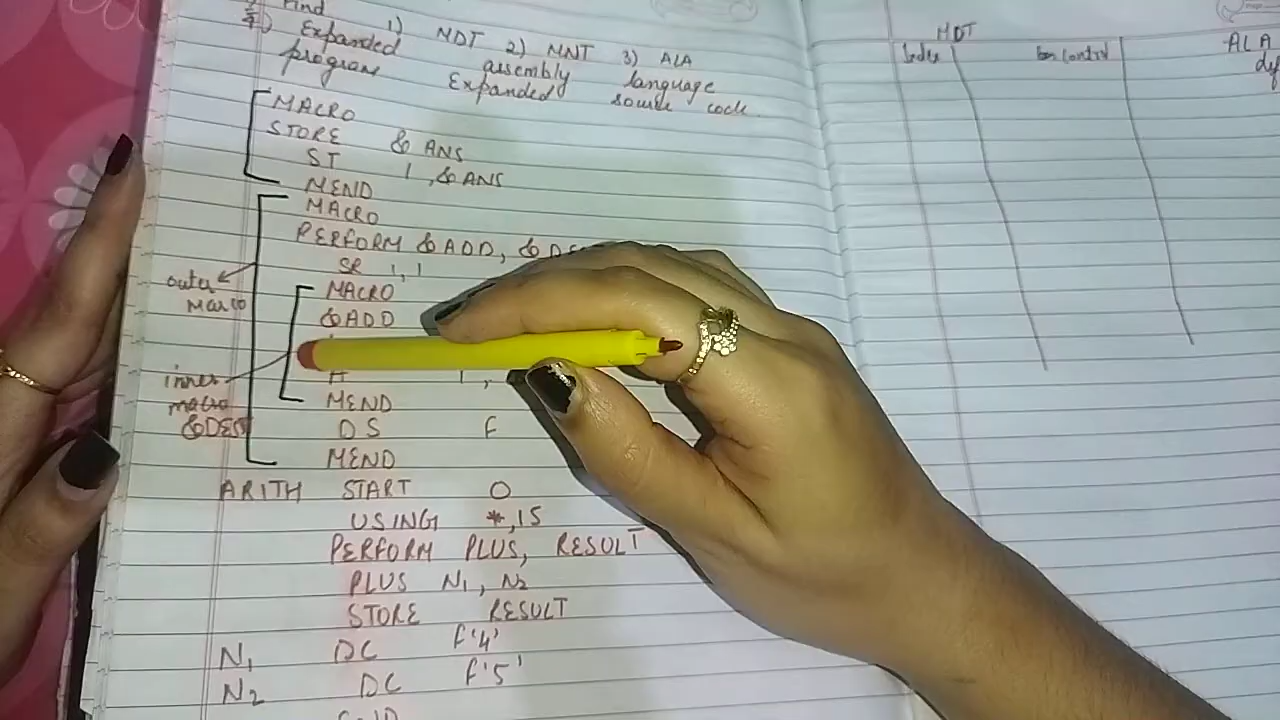 Find 1) MDT 2) MNT 3) ALA
Expanded assembly language
program Expanded source code.
MACRO
STORE &ANS
ST 1,&ANS
MEND
MACRO
PERFORM &ADD,
SR 1,1
MACRO
&ADD
MEND
DS F
MEND
ARITH START 0
USING *,15
PERFORM PLUS, RESULT
PLUS N1, N2
STORE RESULT
N1 DC F'4'
N2 DC F'5'
outer
Marco
inner
macro
MDT
Index
ALA